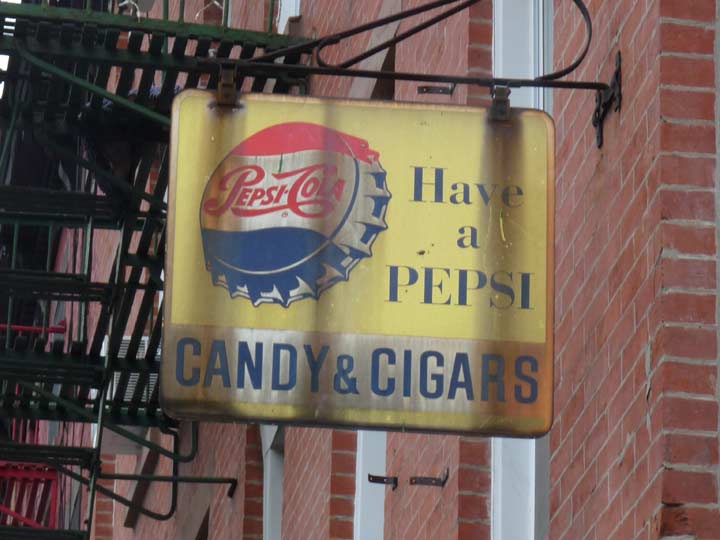 PEPSI-COLA
Have
a
PEPSI
CANDY & CIGARS